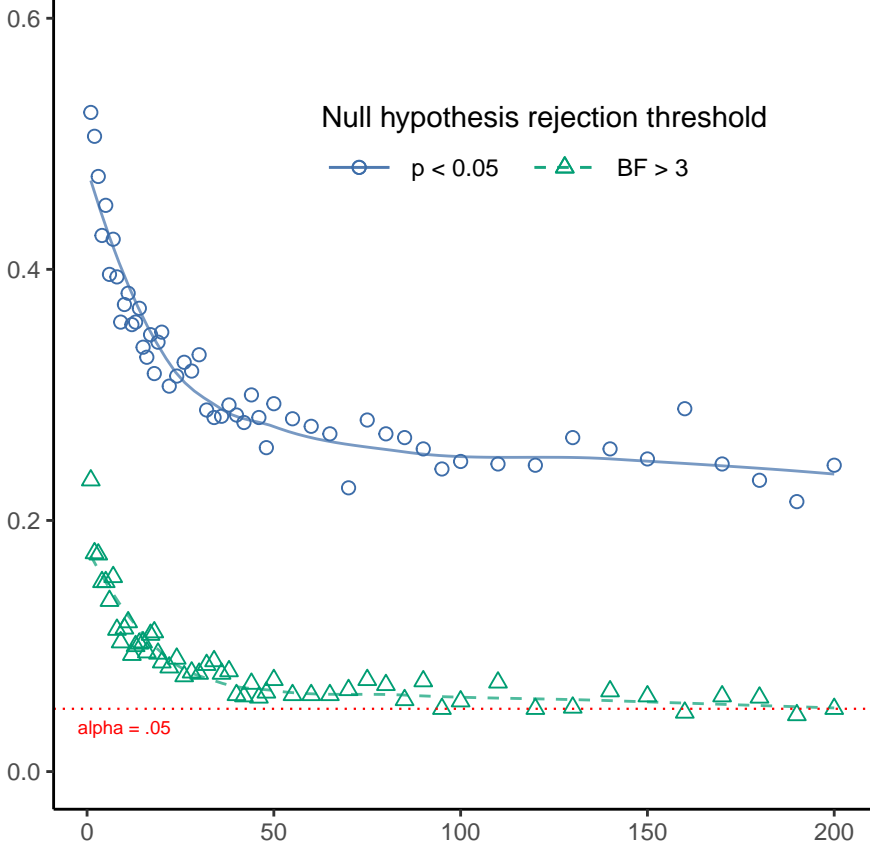 0.6
Null hypothesis rejection threshold
p < 0.05 BF > 3
0.4
0.2
alpha = .05
0.0
0 50 100 150 200